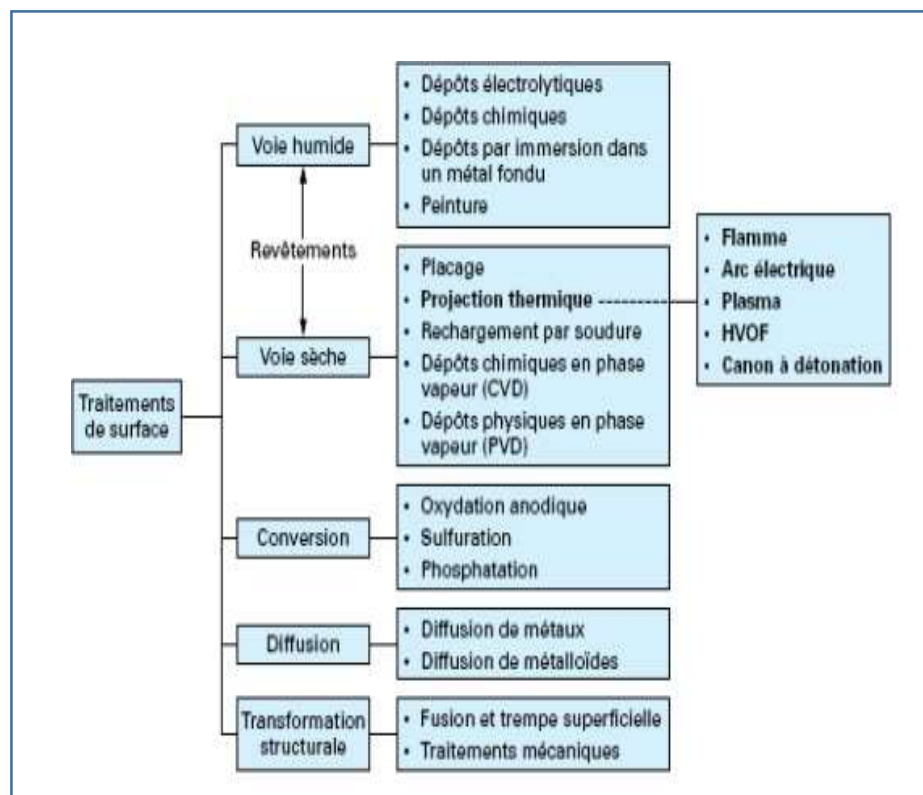 Traitements
de surface
Voie humide
• Dépôts électrolytiques
• Dépôts chimiques
• Dépôts par immersion dans
un métal fondu
• Peinture
Revêtements
Voie sèche
• Placage
• Projection thermique
• Rechargement par soudure
• Dépôts chimiques en phase
vapeur (CVD)
• Dépôts physiques en phase
vapeur (PVD)
• Flamme
• Arc électrique
• Plasma
• HVOF
• Canon à détonation
Conversion
• Oxydation anodique
• Sulfuration
• Phosphatation
Diffusion
• Diffusion de métaux
• Diffusion de métalloïdes
Transformation
structurale
• Fusion et trempe superficielle
• Traitements mécaniques